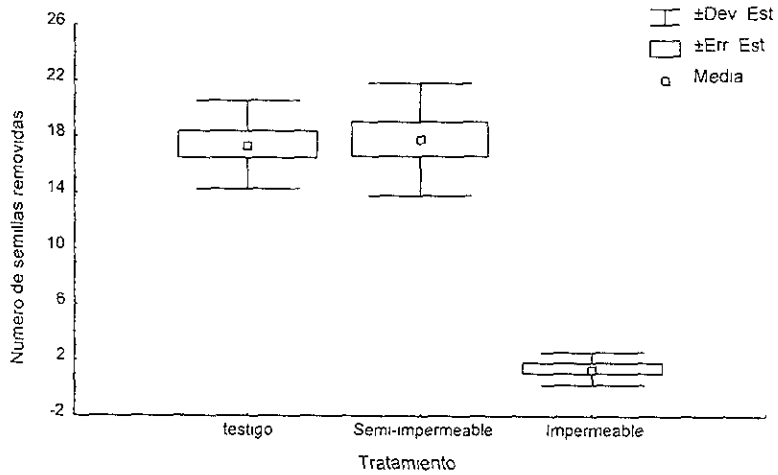 ±Dev Est
±Err Est
Media
Numero de semillas removidas
26
22
18
14
10
6
2
-2
testigo
Semi-impermeable
Impermeable
Tratamiento